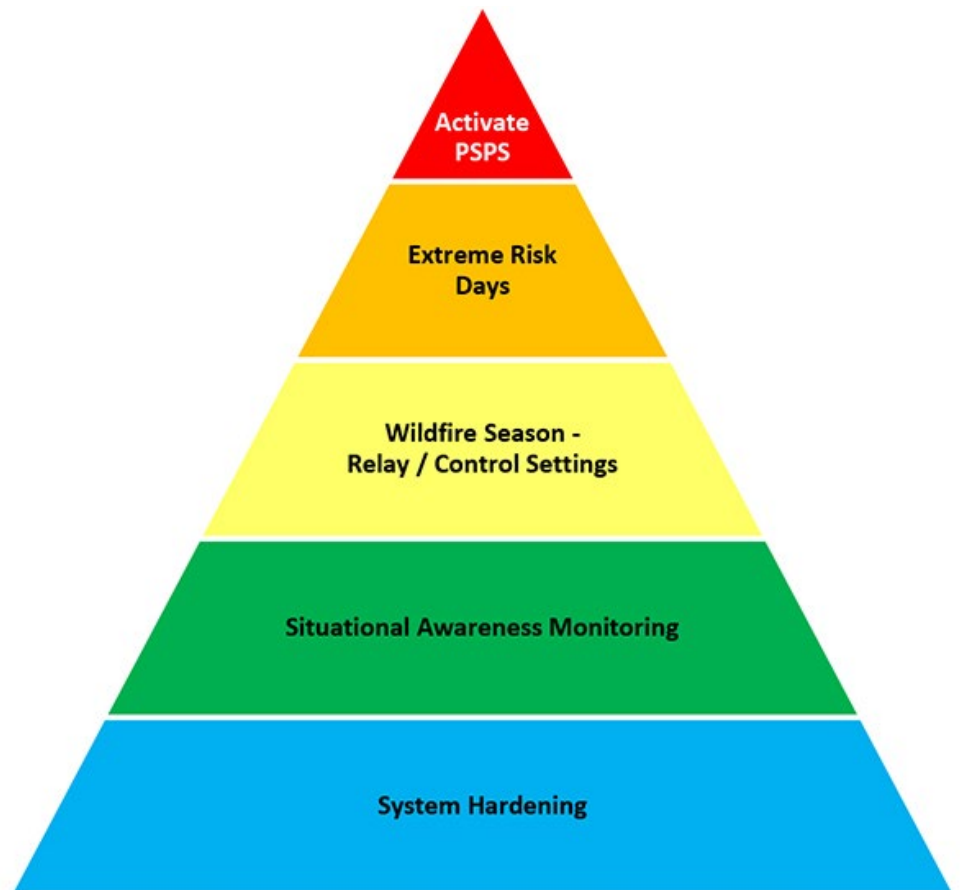 Activate
PSPS
Extreme Risk
Days
Wildfire Season -
Relay / Control Settings
Situational Awareness Monitoring
System Hardening